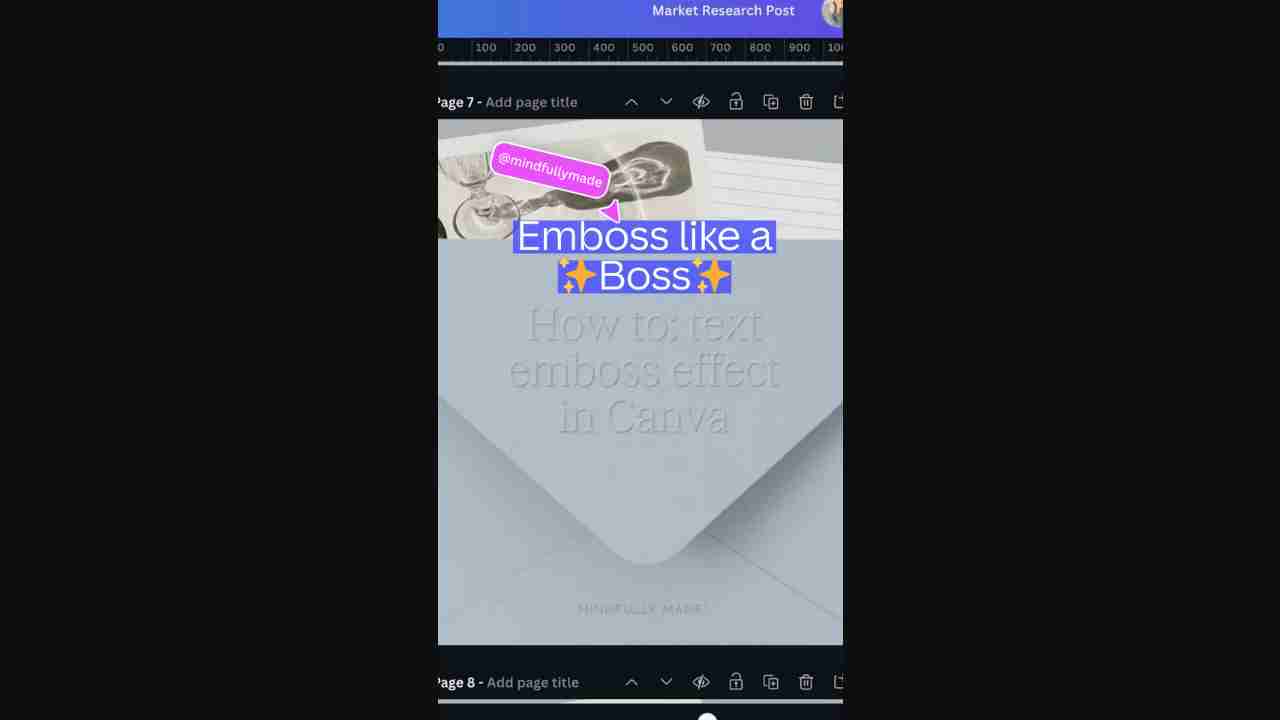 Market Research Post
0 100 200 300 400 500 600 700 800 900
Page 7 - Add page title
@mindfullymade
Emboss like a
✨Boss✨
How to: text
emboss effect
in Canva
MINDFULLY MADE
Page 8 - Add page title